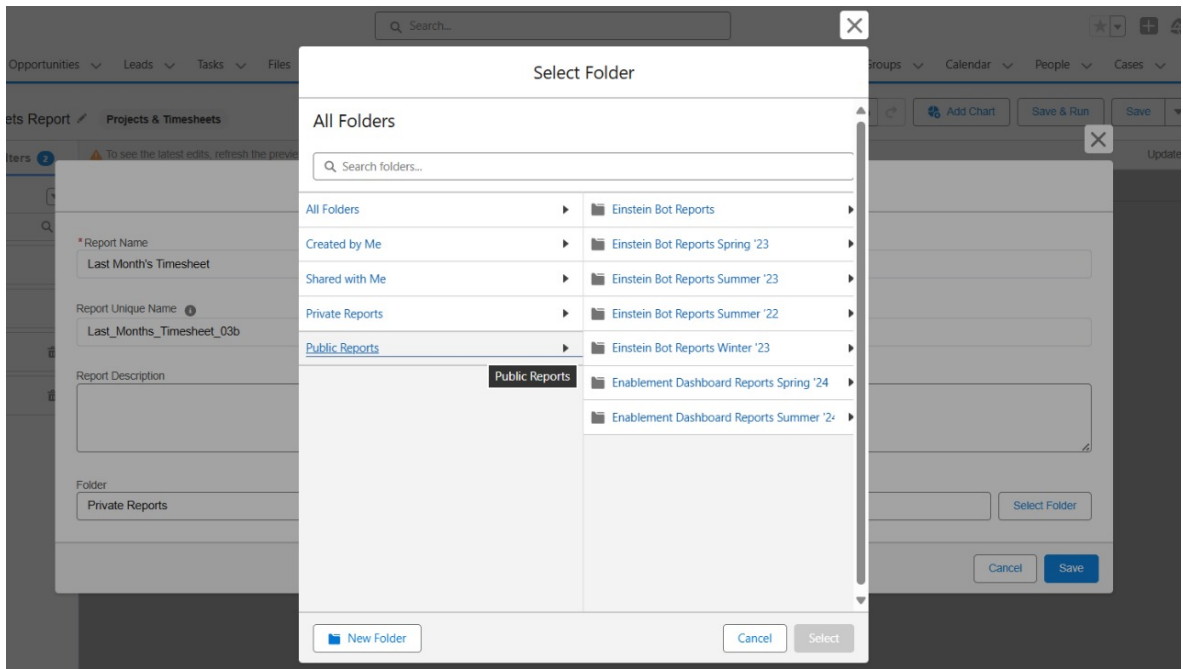 Search...
Opportunities Leads Tasks Files Groups Calendar People Cases
ets Report Projects & Timesheets Add Chart Save & Run Save
lters 2 To see the latest edits, refresh the previe Update
Select Folder
All Folders
Search folders...
All Folders
Created by Me
Shared with Me
Private Reports
Public Reports
Public Reports
Einstein Bot Reports
Einstein Bot Reports Spring '23
Einstein Bot Reports Summer '23
Einstein Bot Reports Summer '22
Einstein Bot Reports Winter '23
Enablement Dashboard Reports Spring '24
Enablement Dashboard Reports Summer '24
New Folder Cancel Select
*Report Name
Last Month's Timesheet
Report Unique Name
Last_Months_Timesheet_03b
Report Description
Folder
Private Reports Select Folder
Cancel Save